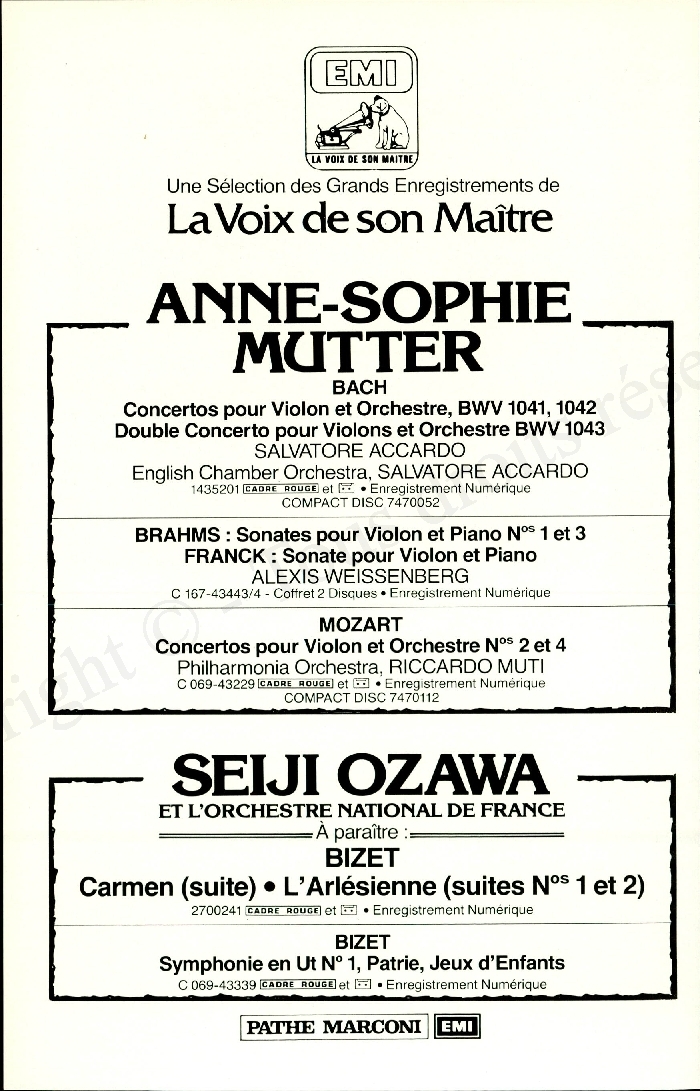 EMI
LA VOIX DE SON MAITRE
Une Sélection des Grands Enregistrements de
La Voix de son Maître
ANNE-SOPHIE
MUTTER
BACH
Concertos pour Violon et Orchestre, BWV 1041, 1042
Double Concerto pour Violons et Orchestre BWV 1043
SALVATORE ACCARDO
English Chamber Orchestra, SALVATORE ACCARDO
1435201 CADRE ROUGE et • Enregistrement Numérique
COMPACT DISC 7470052
BRAHMS : Sonates pour Violon et Piano Nos 1 et 3
FRANCK : Sonate pour Violon et Piano
ALEXIS WEISSENBERG
C 167-43443/4 - Coffret 2 Disques • Enregistrement Numérique
MOZART
Concertos pour Violon et Orchestre Nos 2 et 4
Philharmonia Orchestra, RICCARDO MUTI
C 069-43229 CADRE ROUGE et • Enregistrement Numérique
COMPACT DISC 7470112
SEIJI OZAWA
ET L'ORCHESTRE NATIONAL DE FRANCE
À paraître :
BIZET
Carmen (suite) • L'Arlésienne (suites Nos 1 et 2)
2700241 CADRE ROUGE et • Enregistrement Numérique
BIZET
Symphonie en Ut No 1, Patrie, Jeux d'Enfants
C 069-43339 CADRE ROUGE et • Enregistrement Numérique
PATHE MARCONI EMI